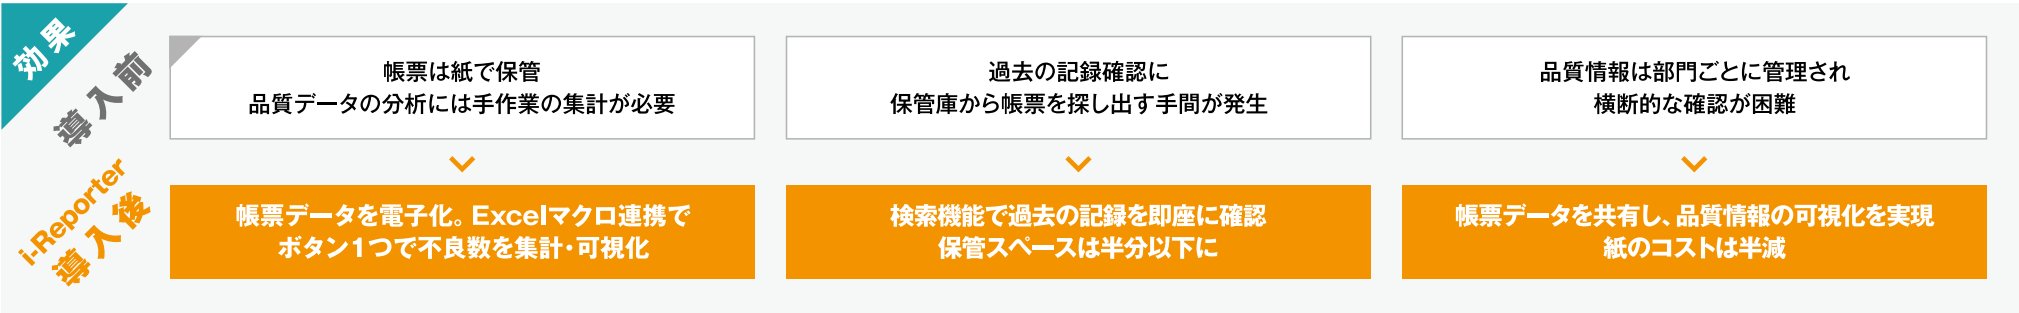 効果
導入前
帳票は紙で保管
品質データの分析には手作業の集計が必要
過去の記録確認に
保管庫から帳票を探し出す手間が発生
品質情報は部門ごとに管理され
横断的な確認が困難
i-Reporter
導入後
帳票データを電子化。Excelマクロ連携で
ボタン1つで不良数を集計・可視化
検索機能で過去の記録を即座に確認
保管スペースは半分以下に
帳票データを共有し、品質情報の可視化を実現
紙のコストは半減